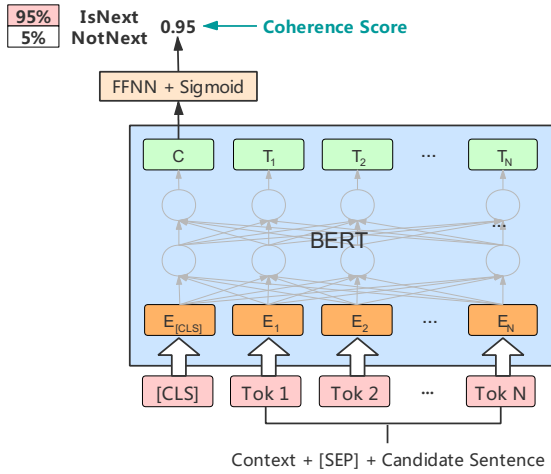 95% IsNext
5% NotNext
0.95 Coherence Score
FFNN + Sigmoid
C T1 T2 ... TN
...
BERT
E[CLS] E1 E2 ... EN
[CLS] Tok 1 Tok 2 ... Tok N
Context + [SEP] + Candidate Sentence